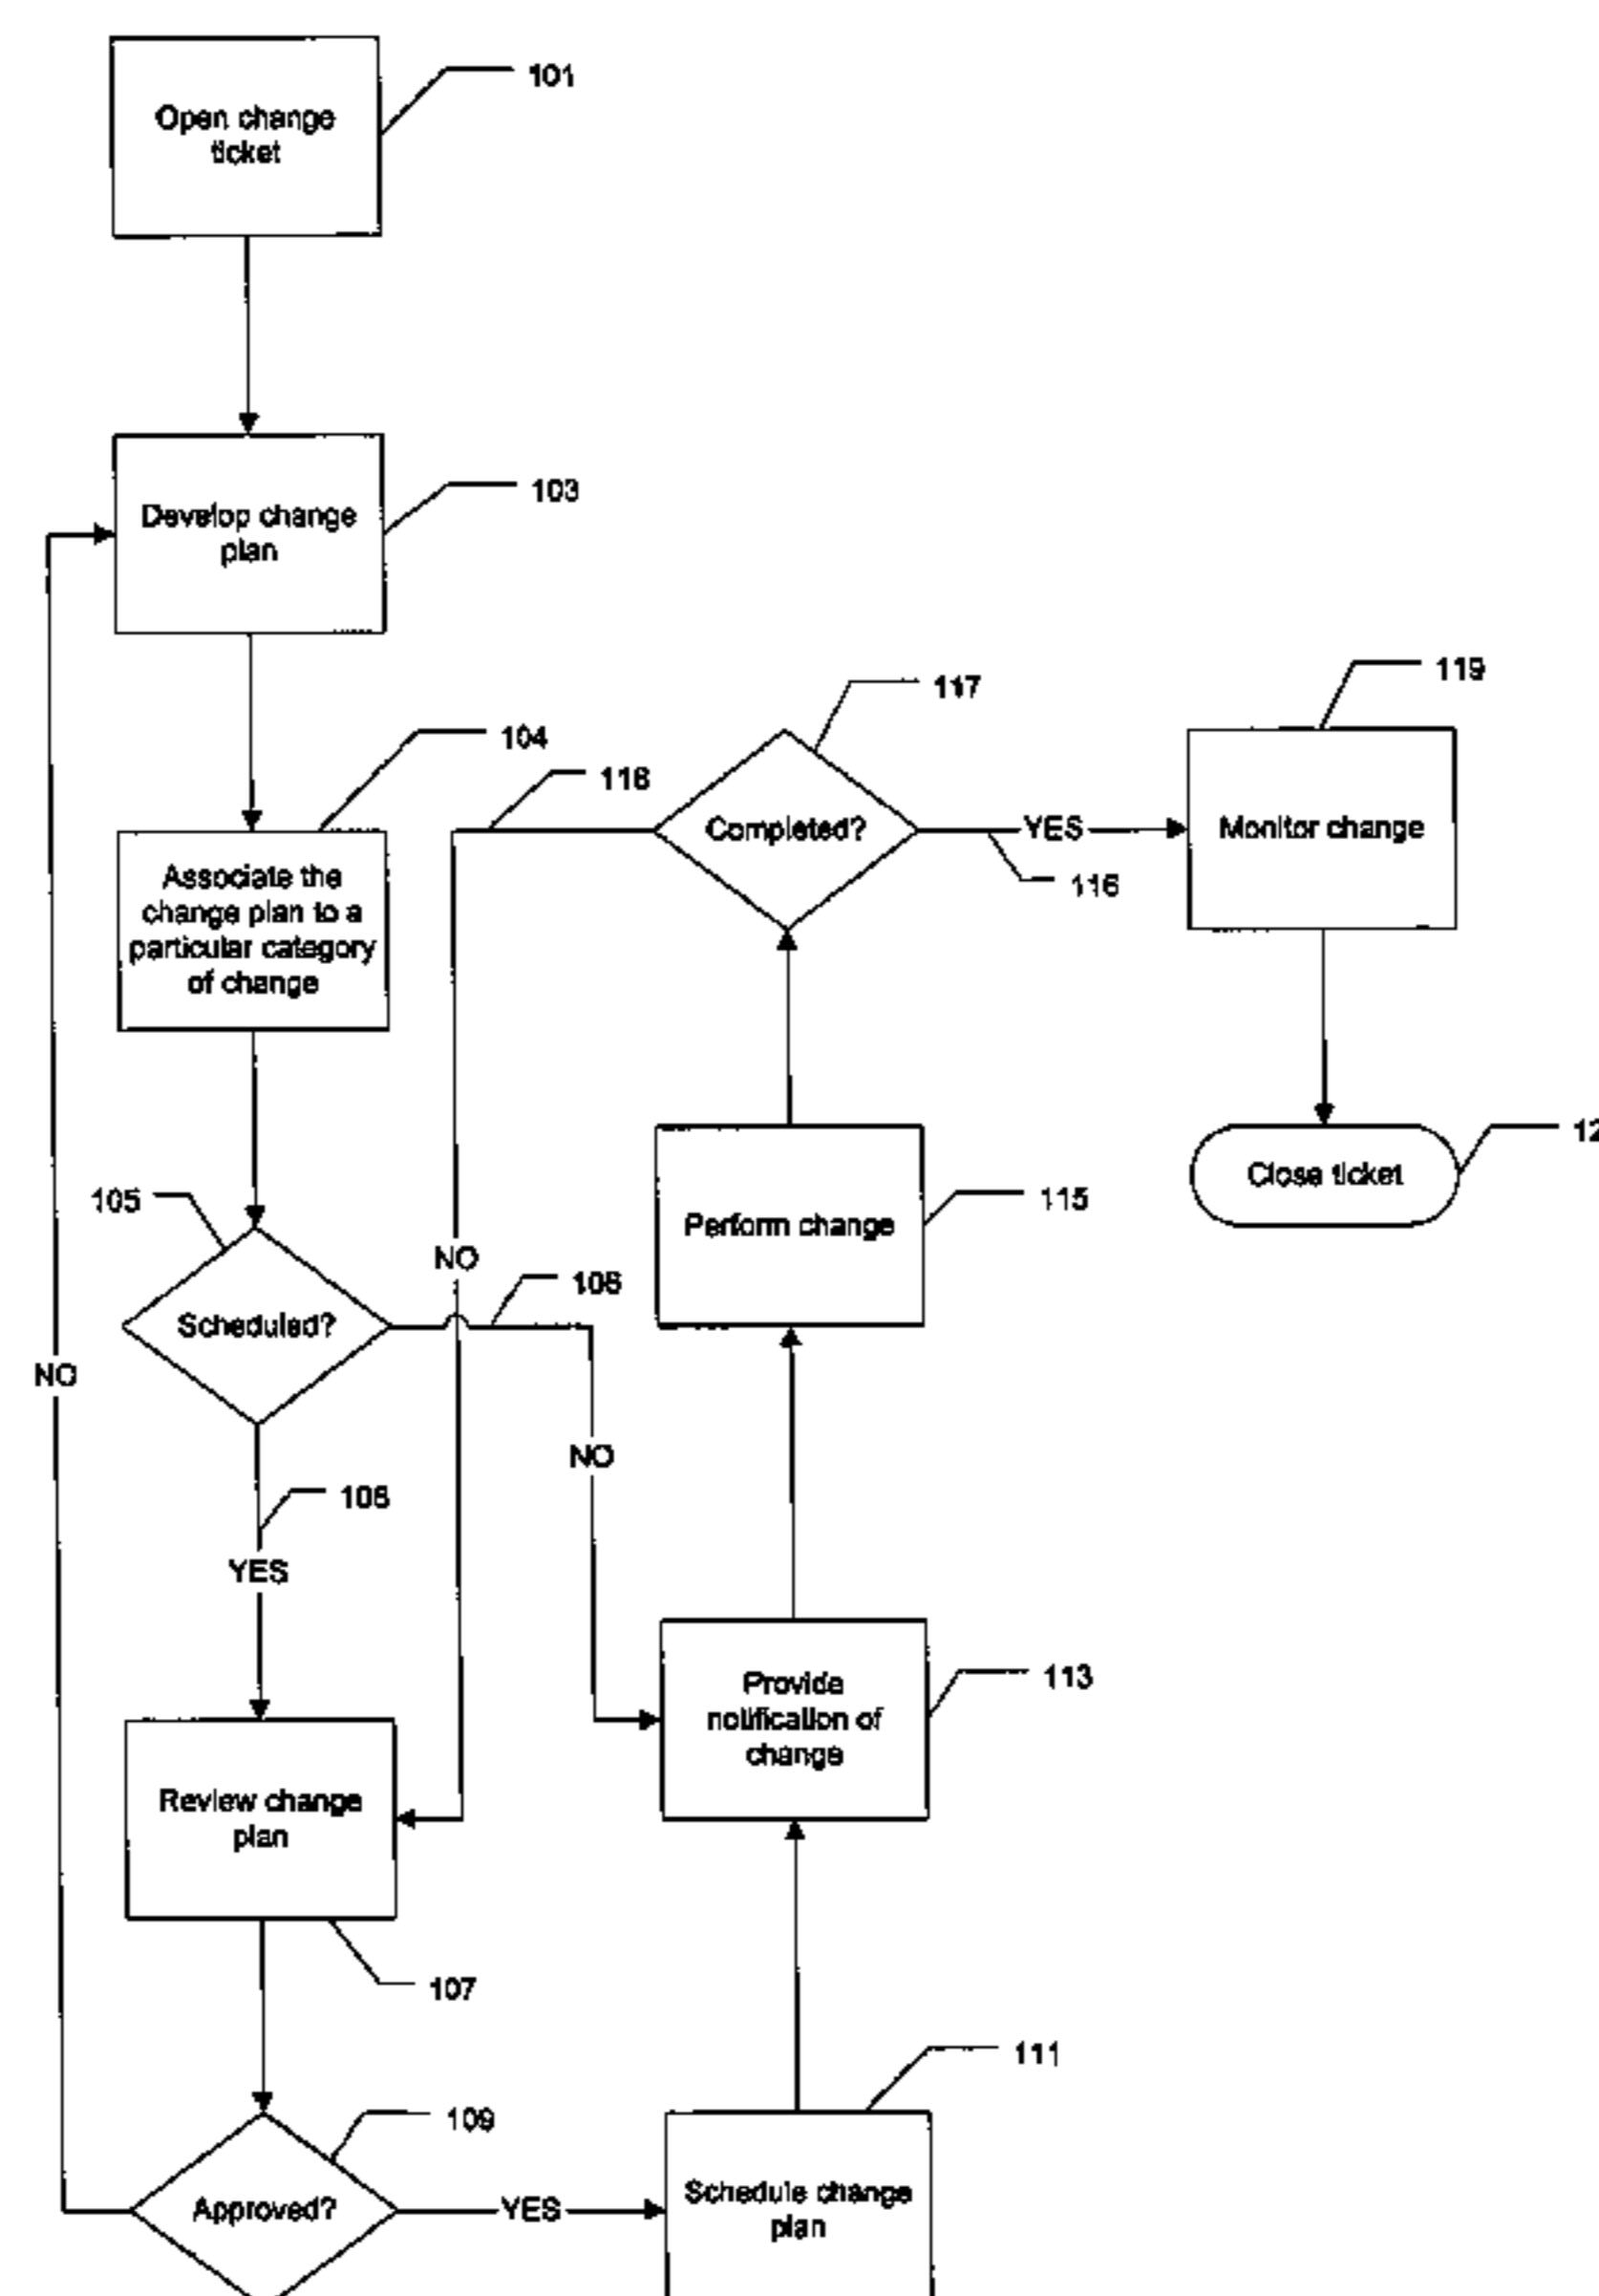 101
Open change
ticket
103
Develop change
plan
104
Associate the
change plan to a
particular category
of change
105
Scheduled?
106
NO
108
YES
Review change
plan
107
NO
109
Approved?
YES
111
Schedule change
plan
113
Provide
notification of
change
115
Perform change
117
Completed?
118
NO
YES
116
119
Monitor change
Close ticket